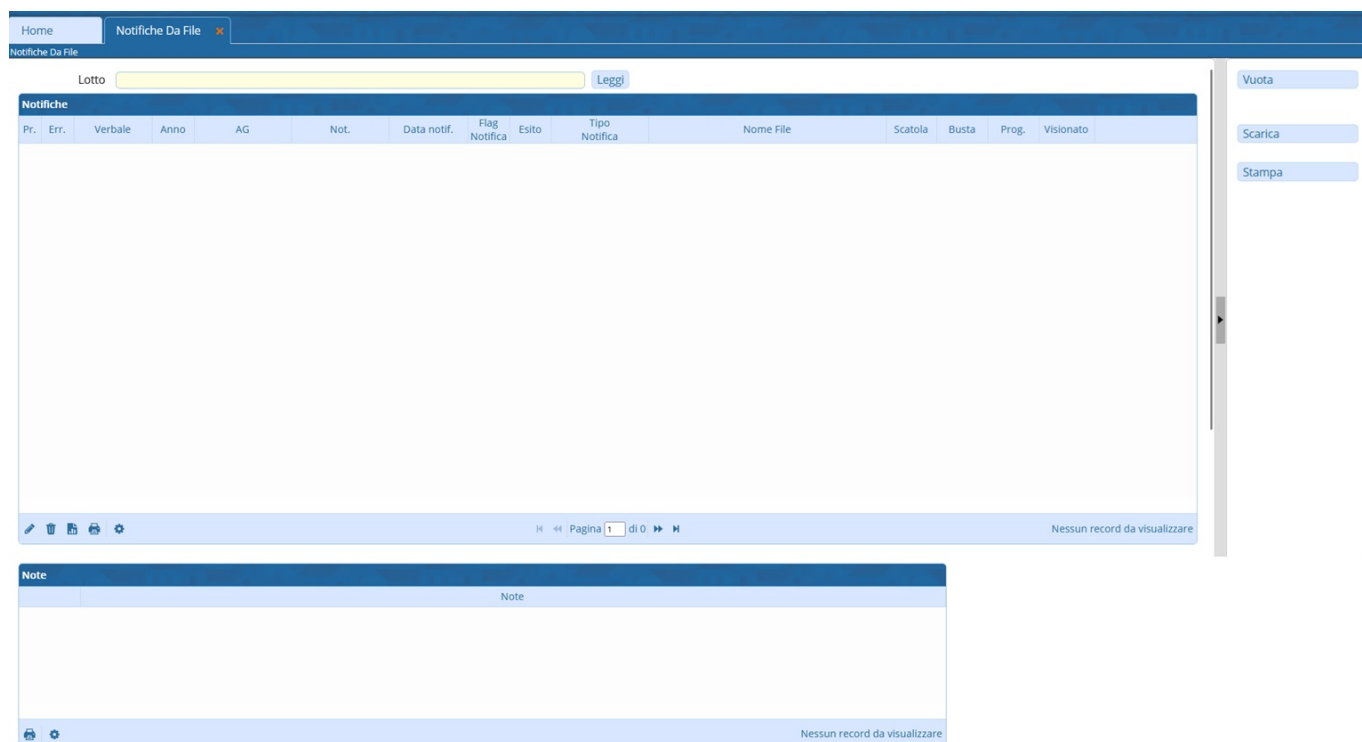 Home Notifiche Da File
Notifiche Da File
Lotto Leggi
Vuota
Scarica
Stampa
Notifiche
Pr. Err. Verbale Anno AG Not. Data notif. Flag Notifica Esito Tipo Notifica Nome File Scatola Busta Prog. Visionato
Pagina 1 di 0 Nessun record da visualizzare
Note
Note
Nessun record da visualizzare